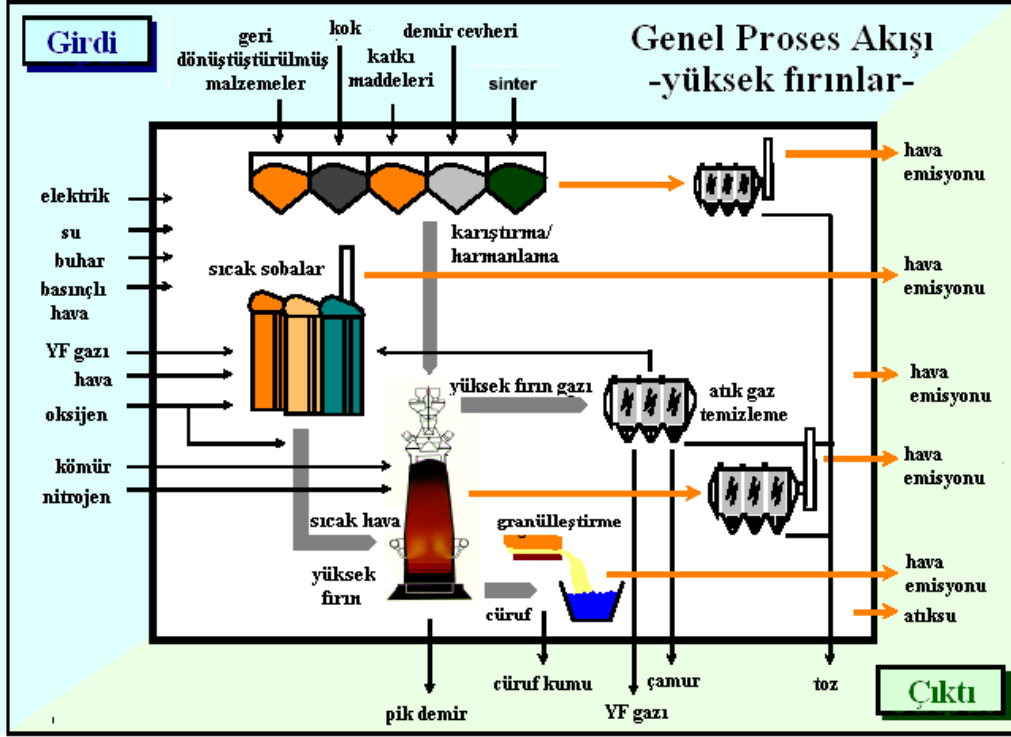 Girdi
geri
dönüştüştürülmüş
malzemeler
kok
katkı
maddeleri
demir cevheri
sinter
Genel Proses Akışı
-yüksek fırınlar-
hava
emisyonu
elektrik
su
buhar
basınçlı
hava
karıştırma/
harmanlama
sıcak sobalar
hava
emisyonu
YF gazı
hava
oksijen
yüksek fırın gazı
atık gaz
temizleme
hava
emisyonu
kömür
nitrojen
hava
emisyonu
sıcak hava
granülleştirme
yüksek
fırın
cüruf
hava
emisyonu
atıksu
pik demir
cüruf kumu
YF gazı
çamur
toz
Çıktı